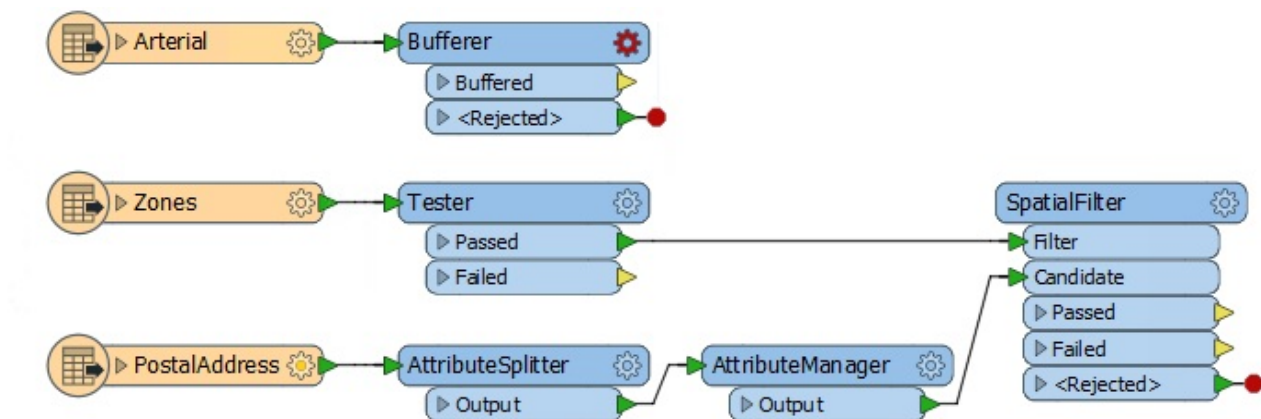 Arterial
Bufferer
Buffered
<Rejected>
Zones
Tester
Passed
Failed
SpatialFilter
Filter
Candidate
Passed
Failed
<Rejected>
PostalAddress
AttributeSplitter
Output
AttributeManager
Output